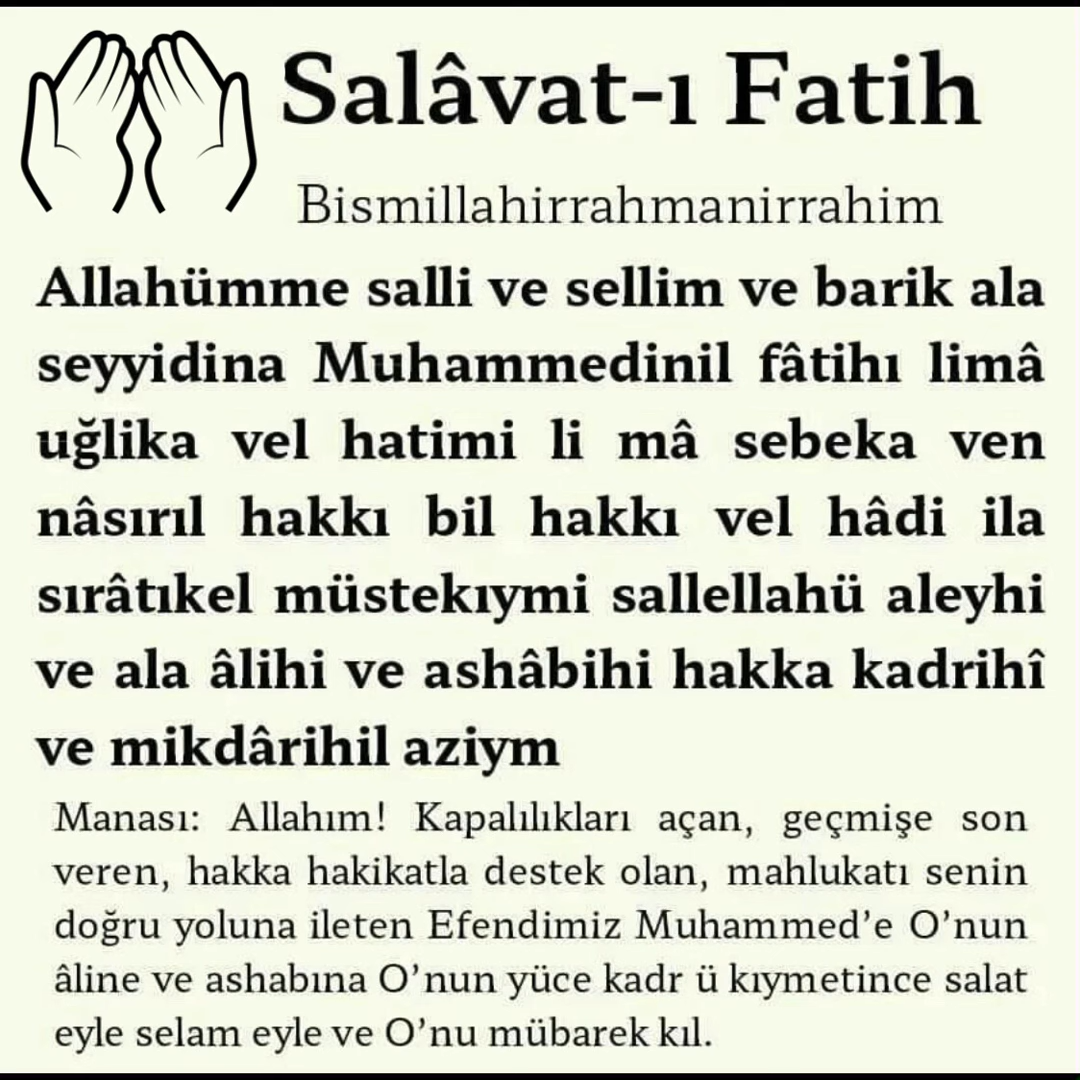 Salâvat-ı Fatih
Bismillahirrahmanirrahim
Allahümme salli ve sellim ve barik ala
seyyidina Muhammedinil fâtihı limâ
uğlika vel hatimi li mâ sebeka ven
nâsırıl hakkı bil hakkı vel hâdi ila
sırâtıkel müstekıymi sallellahü aleyhi
ve ala âlihi ve ashâbihi hakka kadrihî
ve mikdârihil aziym
Manası: Allahım! Kapalılıkları açan, geçmişe son
veren, hakka hakikatla destek olan, mahlukatı senin
doğru yoluna ileten Efendimiz Muhammed’e O’nun
âline ve ashabına O’nun yüce kadr ü kıymetince salat
eyle selam eyle ve O’nu mübarek kıl.